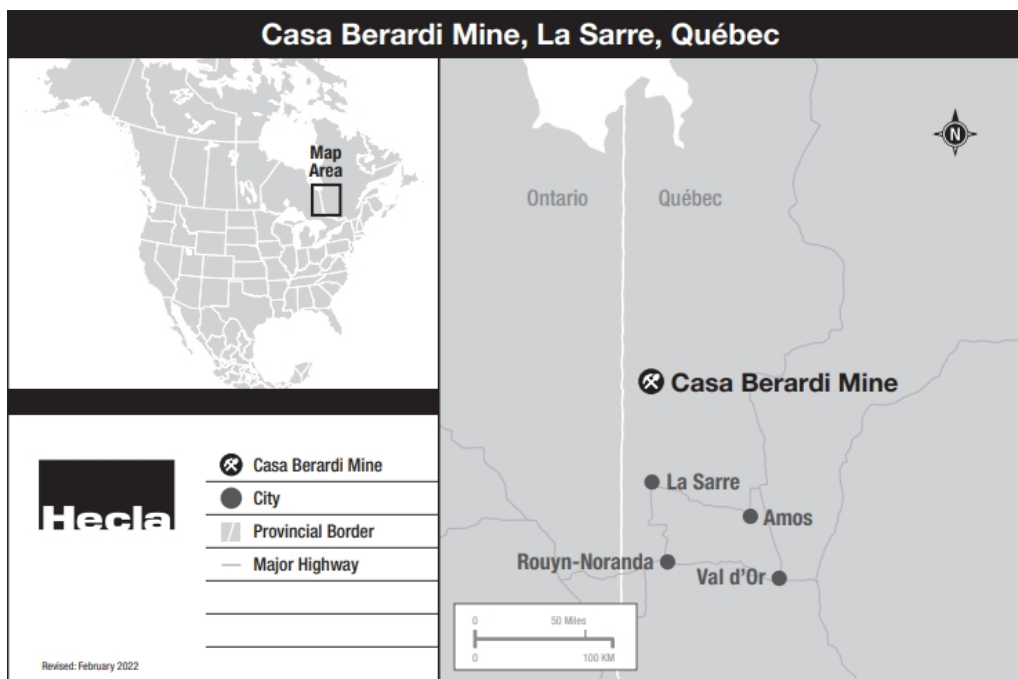 Casa Berardi Mine, La Sarre, Québec
Map
Area
Hecla
Casa Berardi Mine
City
Provincial Border
Major Highway
Revised: February 2022
N
Ontario
Québec
Casa Berardi Mine
La Sarre
Amos
Rouyn-Noranda
Val d'Or
0 50 Miles
0 100 KM